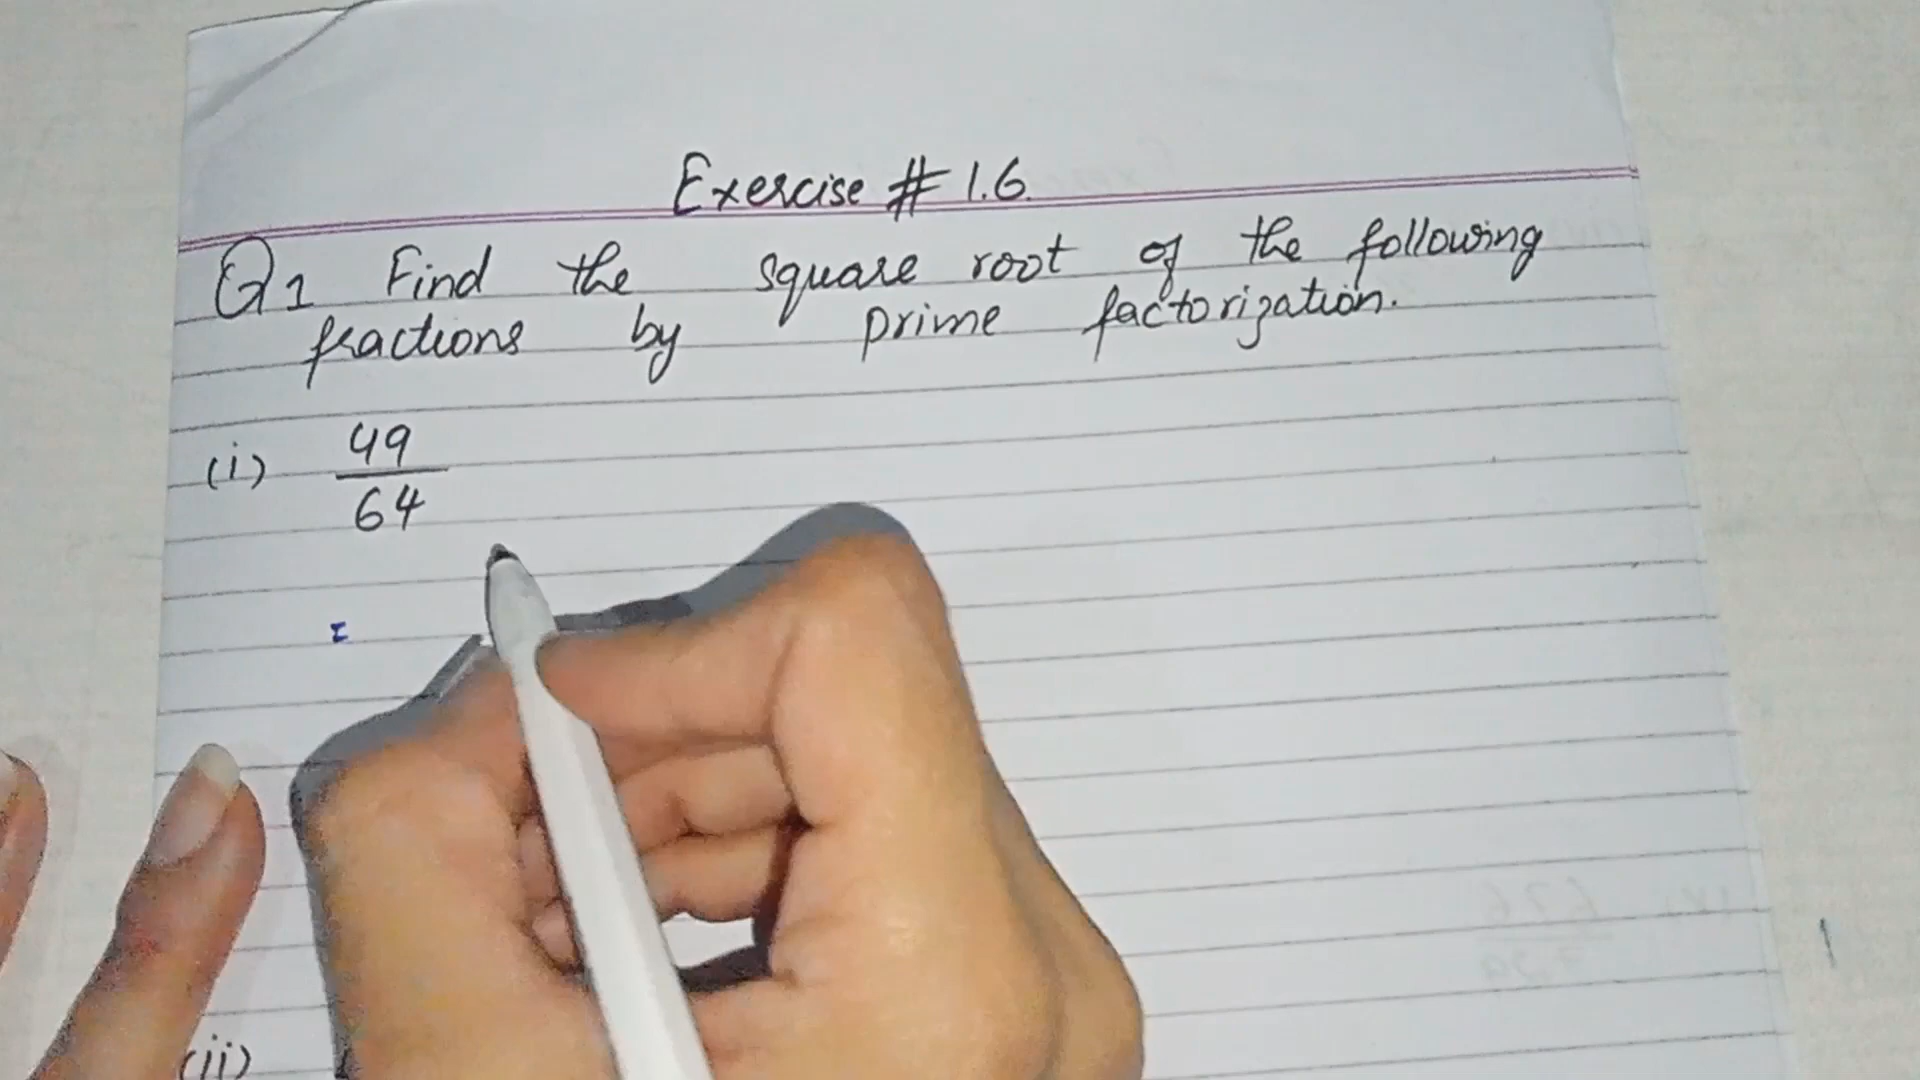 Exercise # 1.6.
Q1 Find the square root of the following
fractions by prime factorization.
(i) 49
64
=
(ii)